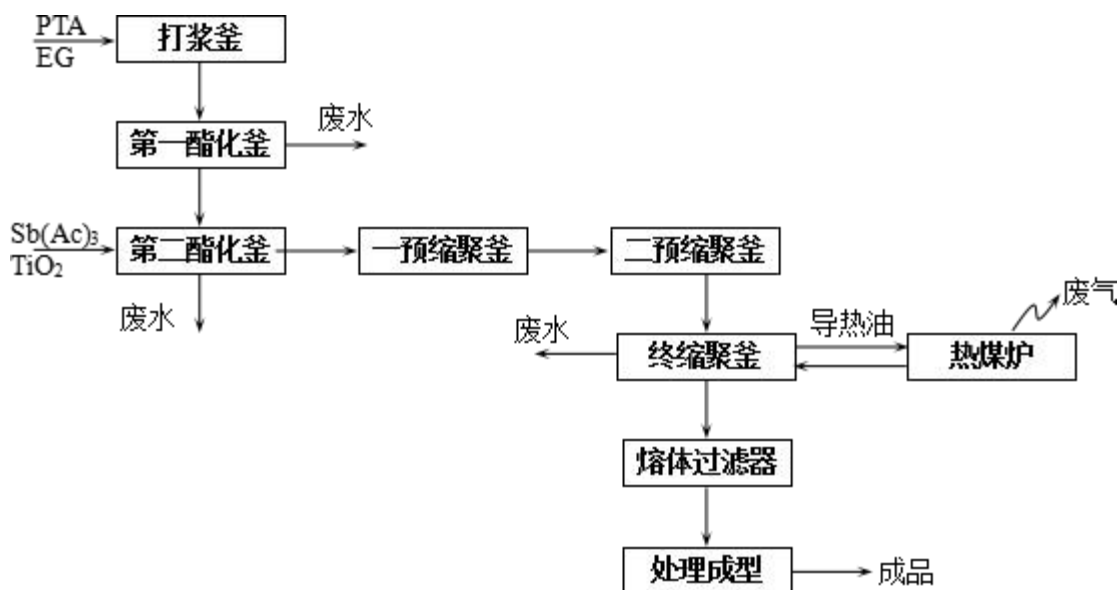 PTA
EG
打浆釜
第一酯化釜
废水
Sb(Ac)₃
TiO₂
第二酯化釜
一预缩聚釜
二预缩聚釜
废水
废水
终缩聚釜
导热油
热煤炉
废气
熔体过滤器
处理成型
成品